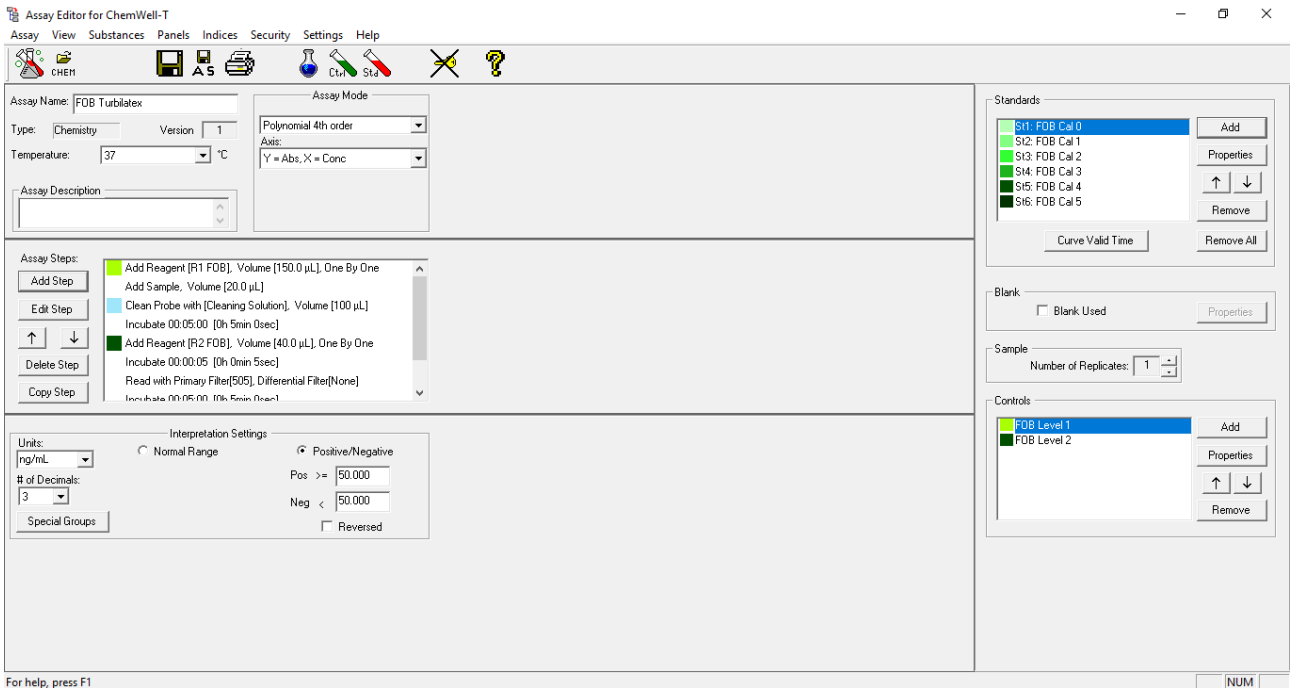 Assay Editor for ChemWell-T
Assay View Substances Panels Indices Security Settings Help
CHEM AS Ctrl Std
Assay Name: FOB Turbilatex
Type: Chemistry Version 1
Temperature: 37 °C
Assay Description
Assay Mode
Polynomial 4th order
Axis:
Y = Abs, X = Conc
Assay Steps:
Add Step
Edit Step
Delete Step
Copy Step
Add Reagent [R1 FOB], Volume [150.0 µL], One By One
Add Sample, Volume [20.0 µL]
Clean Probe with [Cleaning Solution], Volume [100 µL]
Incubate 00:05:00 [0h 5min 0sec]
Add Reagent [R2 FOB], Volume [40.0 µL], One By One
Incubate 00:00:05 [0h 0min 5sec]
Read with Primary Filter[505], Differential Filter[None]
Incubate 00:05:00 [0h 5min 0sec]
Interpretation Settings
Units:
ng/mL
# of Decimals:
3
Special Groups
Normal Range
Positive/Negative
Pos >= 50.000
Neg < 50.000
Reversed
Standards
St1: FOB Cal 0
St2: FOB Cal 1
St3: FOB Cal 2
St4: FOB Cal 3
St5: FOB Cal 4
St6: FOB Cal 5
Add
Properties
Remove
Curve Valid Time
Remove All
Blank
Blank Used
Properties
Sample
Number of Replicates: 1
Controls
FOB Level 1
FOB Level 2
Add
Properties
Remove
For help, press F1
NUM